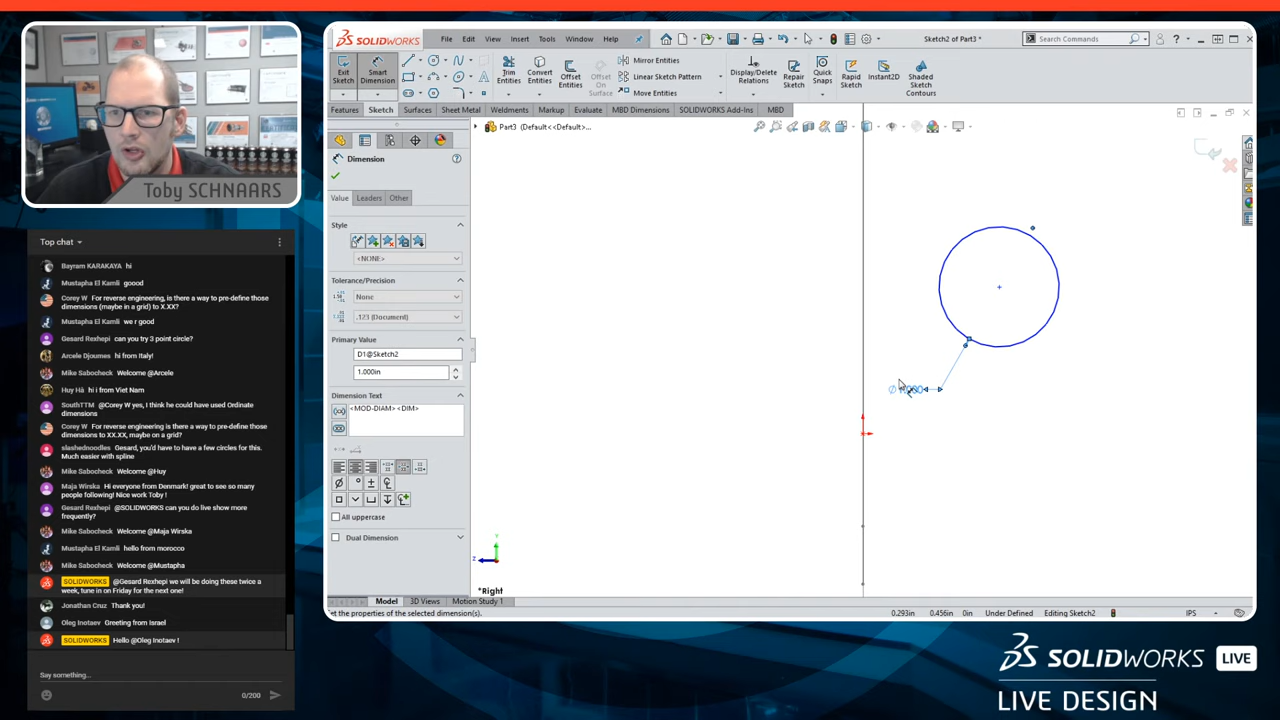 Toby SCHNAARS
Top chat
Bayram KARAKAYA hi
Mustapha El Kamli goood
Corey W For reverse engineering, is there a way to pre-define those
dimensions (maybe in a grid) to X.XX?
Mustapha El Kamli we r good
Gesard Rexhepi can you try 3 point circle?
Arcele Djoumes hi from Italy!
Mike Sabocheck Welcome @Arcele
Huy Hà hi i from Viet Nam
SouthTTM @Corey W yes, I think he could have used Ordinate
dimensions
Corey W For reverse engineering, is there a way to pre-define those
dimensions to XX.XX, maybe on a grid?
slashednoodles Gesard, you'd have to have a few circles for this.
Much easier with spline
Mike Sabocheck Welcome @Huy
Maja Wirska Hi everyone from Denmark! great to see so many
people following! Nice work Toby !
Gesard Rexhepi @SOLIDWORKS can you do live show more
frequently?
Mike Sabocheck Welcome @Maja Wirska
Mustapha El Kamli hello from morocco
Mike Sabocheck Welcome @Mustapha
SOLIDWORKS @Gesard Rexhepi we will be doing these twice a
week, tune in on Friday for the next one!
Jonathan Cruz Thank you!
Oleg Inotaev Greeting from Israel
SOLIDWORKS Hello @Oleg Inotaev !
Say something...
0/200
SOLIDWORKS File Edit View Insert Tools Window Help Sketch2 of Part3 * Search Commands
Exit Sketch
Smart Dimension
Trim Entities
Convert Entities
Offset Entities
Offset On Surface
Mirror Entities
Linear Sketch Pattern
Move Entities
Display/Delete Relations
Repair Sketch
Quick Snaps
Rapid Sketch
Instant2D
Shaded Sketch Contours
Features Sketch Surfaces Sheet Metal Weldments Markup Evaluate MBD Dimensions SOLIDWORKS Add-Ins MBD
Part3 (Default<<Default>...
Dimension
Value Leaders Other
Style
<NONE>
Tolerance/Precision
None
.123 (Document)
Primary Value
D1@Sketch2
1.000in
Dimension Text
<MOD-DIAM><DIM>
All uppercase
Dual Dimension
Y
Z
*Right
Model 3D Views Motion Study 1
et the properties of the selected dimension(s). 0.293in 0.456in 0in Under Defined Editing Sketch2 IPS
SOLIDWORKS LIVE
LIVE DESIGN